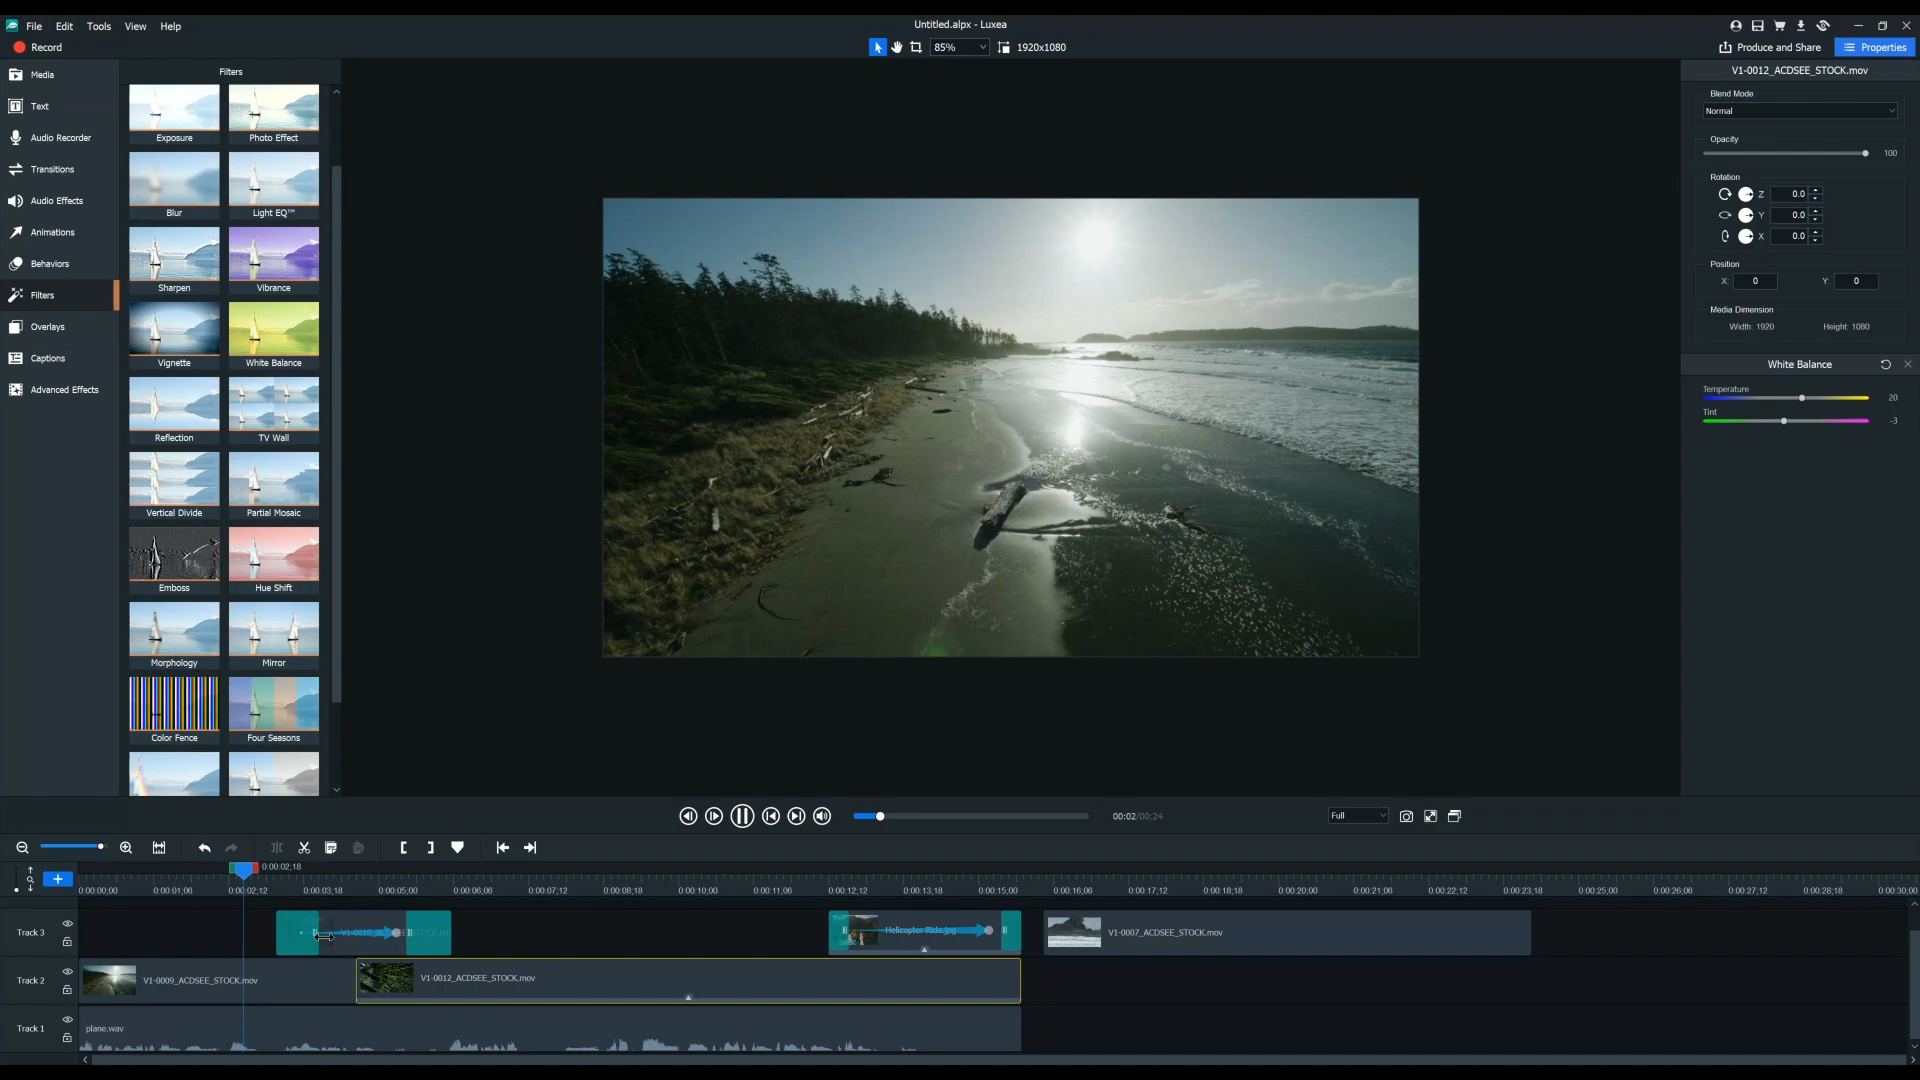 File Edit Tools View Help
Untitled.alpx - Luxea
Record
85%
1920x1080
Produce and Share
Properties
Media
Text
Audio Recorder
Transitions
Audio Effects
Animations
Behaviors
Filters
Overlays
Captions
Advanced Effects
Filters
Exposure Photo Effect
Blur Light EQ™
Sharpen Vibrance
Vignette White Balance
Reflection TV Wall
Vertical Divide Partial Mosaic
Emboss Hue Shift
Morphology Mirror
Color Fence Four Seasons
V1-0012_ACDSEE_STOCK.mov
Blend Mode
Normal
Opacity
100
Rotation
Z 0.0
Y 0.0
X 0.0
Position
X: 0 Y: 0
Media Dimension
Width: 1920 Height: 1080
White Balance
Temperature
20
Tint
-3
00:02/00:24
Full
0:00:02;18
0:00:00;00 0:00:01;06 0:00:02;12 0:00:03;18 0:00:05;00 0:00:06;06 0:00:07;12 0:00:08;18 0:00:10;00 0:00:11;06 0:00:12;12 0:00:13;18 0:00:15;00 0:00:16;06 0:00:17;12 0:00:18;18 0:00:20;00 0:00:21;06 0:00:22;12 0:00:23;18 0:00:25;00 0:00:26;06 0:00:27;12 0:00:28;18 0:00:30;00
Track 3
Helicopter Ride.jpg
V1-0007_ACDSEE_STOCK.mov
Track 2
V1-0009_ACDSEE_STOCK.mov
V1-0012_ACDSEE_STOCK.mov
Track 1
plane.wav